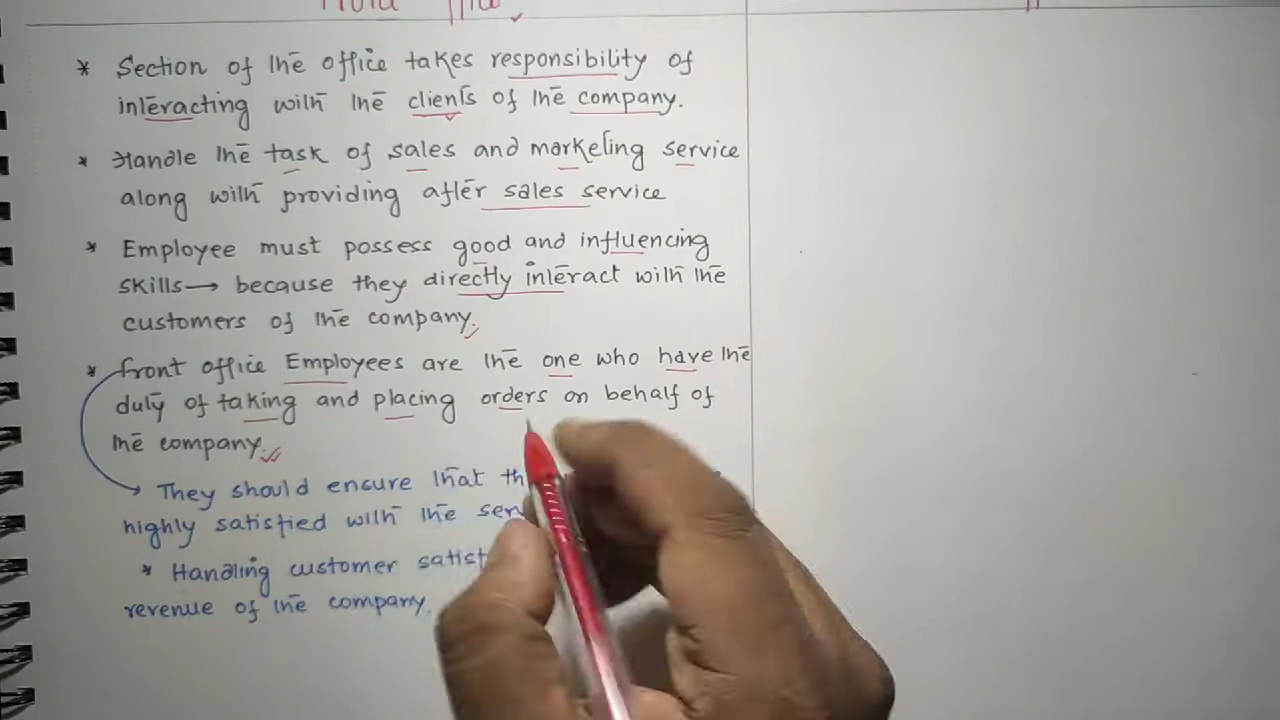 * Section of the office takes responsibility of
interacting with the clients of the company.
* Handle the task of sales and marketing service
along with providing after sales service
* Employee must possess good and influencing
skills → because they directly interact with the
customers of the company.
* front office Employees are the one who have the
duty of taking and placing orders on behalf of
the company.
→ They should ensure that
highly satisfied with the
* Handling customer
revenue of the company.